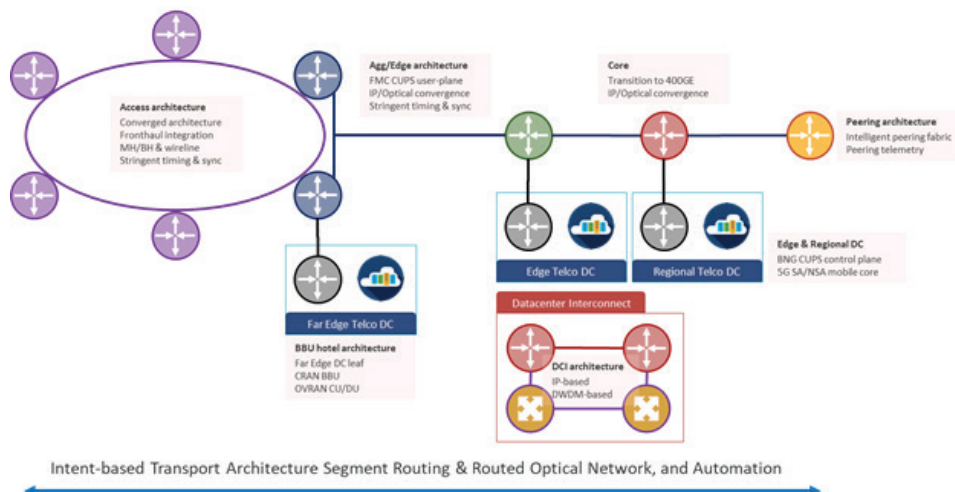 Access architecture
Converged architecture
Fronthaul integration
MH/BH & wireline
Stringent timing & sync
Agg/Edge architecture
FMC CUPS user-plane
IP/Optical convergence
Stringent timing & sync
Core
Transition to 400GE
IP/Optical convergence
Peering architecture
Intelligent peering fabric
Peering telemetry
Far Edge Telco DC
BBU hotel architecture
Far Edge DC leaf
CRAN BBU
OVRAN CU/DU
Edge Telco DC
Regional Telco DC
Edge & Regional DC
BNG CUPS control plane
5G SA/NSA mobile core
Datacenter Interconnect
DCI architecture
IP-based
DWDM-based
Intent-based Transport Architecture Segment Routing & Routed Optical Network, and Automation